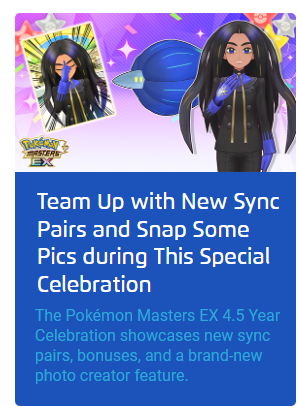 Pokémon
MASTERS
EX
Team Up with New Sync
Pairs and Snap Some
Pics during This Special
Celebration
The Pokémon Masters EX 4.5 Year
Celebration showcases new sync
pairs, bonuses, and a brand-new
photo creator feature.